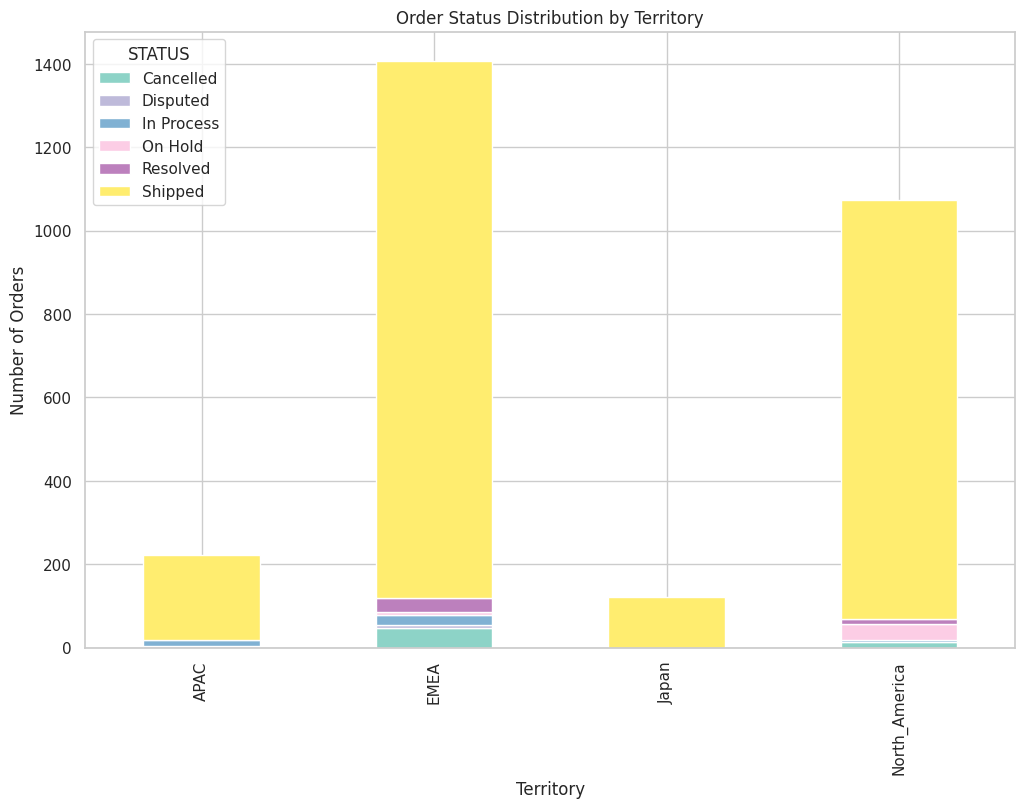 Order Status Distribution by Territory
STATUS
Cancelled
Disputed
In Process
On Hold
Resolved
Shipped
Number of Orders
1400
1200
1000
800
600
400
200
0
APAC
EMEA
Japan
North_America
Territory